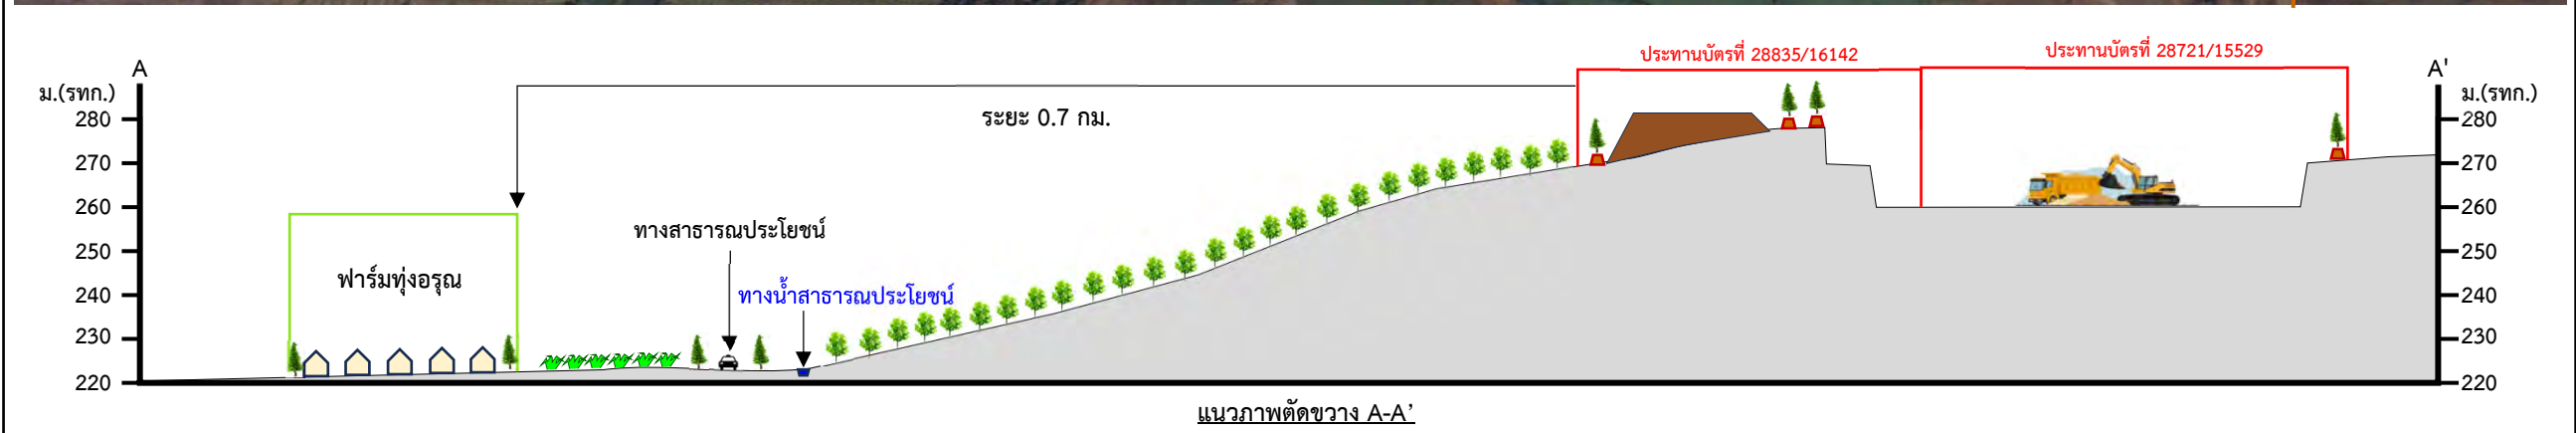 ประทานบัตรที่ 28835/16142
ประทานบัตรที่ 28721/15529
A
A'
ม.(รทก.)
ม.(รทก.)
280
270
260
250
240
230
220
ระยะ 0.7 กม.
ฟาร์มทุ่งอรุณ
ทางสาธารณประโยชน์
ทางน้ำสาธารณประโยชน์
280
270
260
250
240
230
220
แนวภาพตัดขวาง A-A’